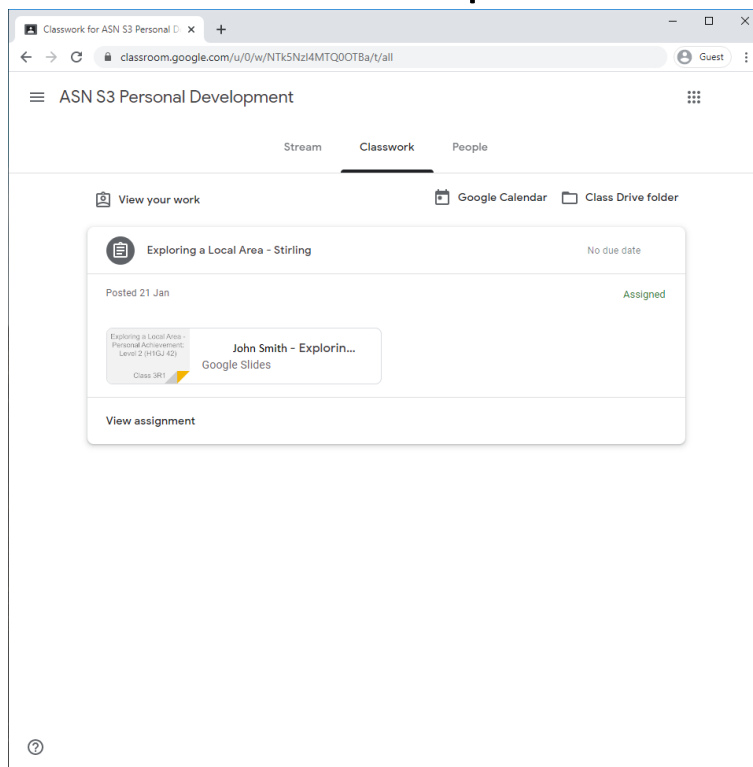 Classwork for ASN S3 Personal D
classroom.google.com/u/0/w/NTk5NzI4MTQ0OTBa/t/all
Guest
ASN S3 Personal Development
Stream Classwork People
View your work Google Calendar Class Drive folder
Exploring a Local Area - Stirling No due date
Posted 21 Jan Assigned
Exploring a Local Area -
Personal Achievement:
Level 2 (H1GJ 42)
Class 3R1
John Smith - Explorin...
Google Slides
View assignment